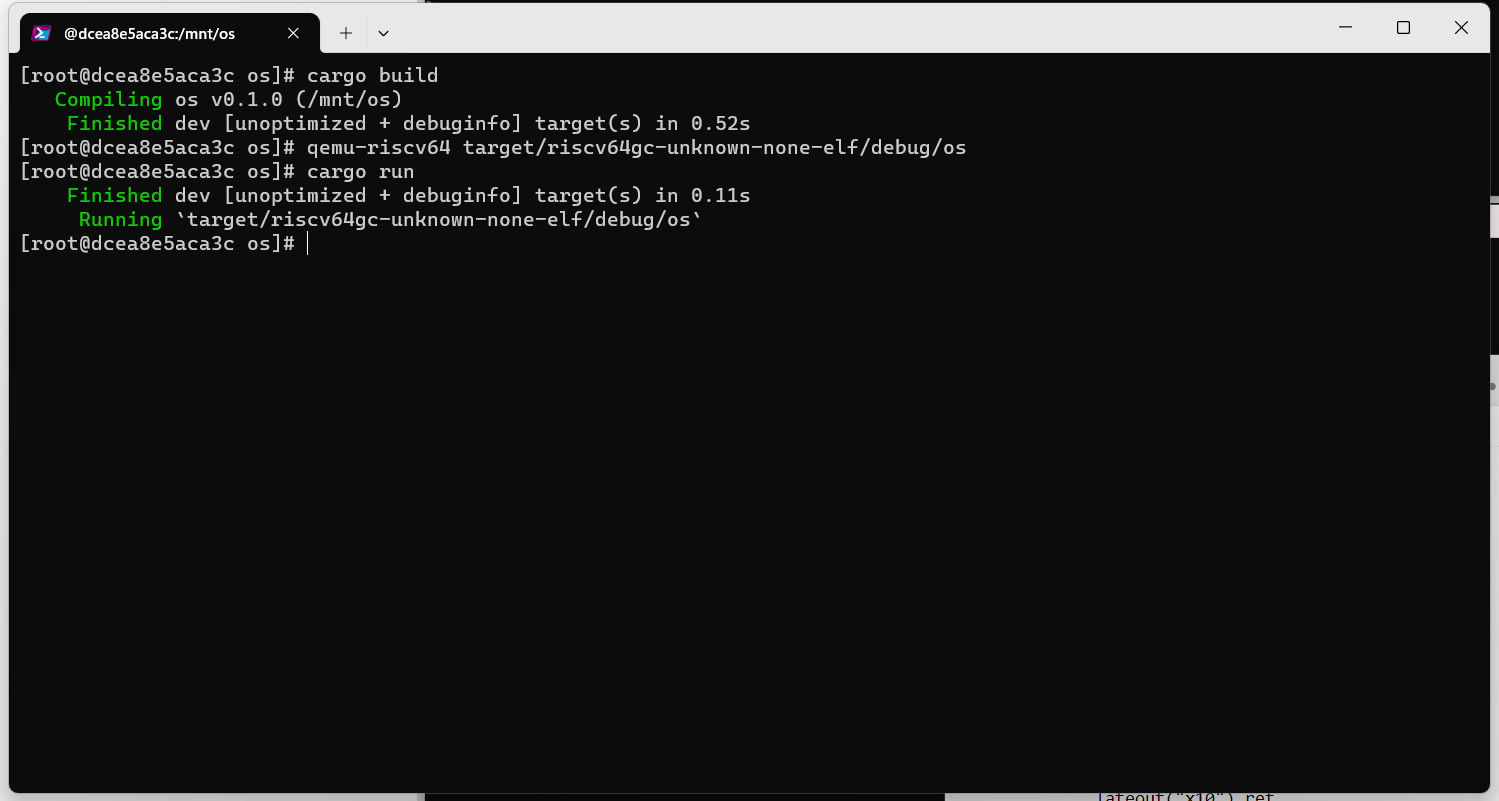 @dcea8e5aca3c:/mnt/os
[root@dcea8e5aca3c os]# cargo build
   Compiling os v0.1.0 (/mnt/os)
    Finished dev [unoptimized + debuginfo] target(s) in 0.52s
[root@dcea8e5aca3c os]# qemu-riscv64 target/riscv64gc-unknown-none-elf/debug/os
[root@dcea8e5aca3c os]# cargo run
    Finished dev [unoptimized + debuginfo] target(s) in 0.11s
     Running `target/riscv64gc-unknown-none-elf/debug/os`
[root@dcea8e5aca3c os]#
lateout("x10") ret